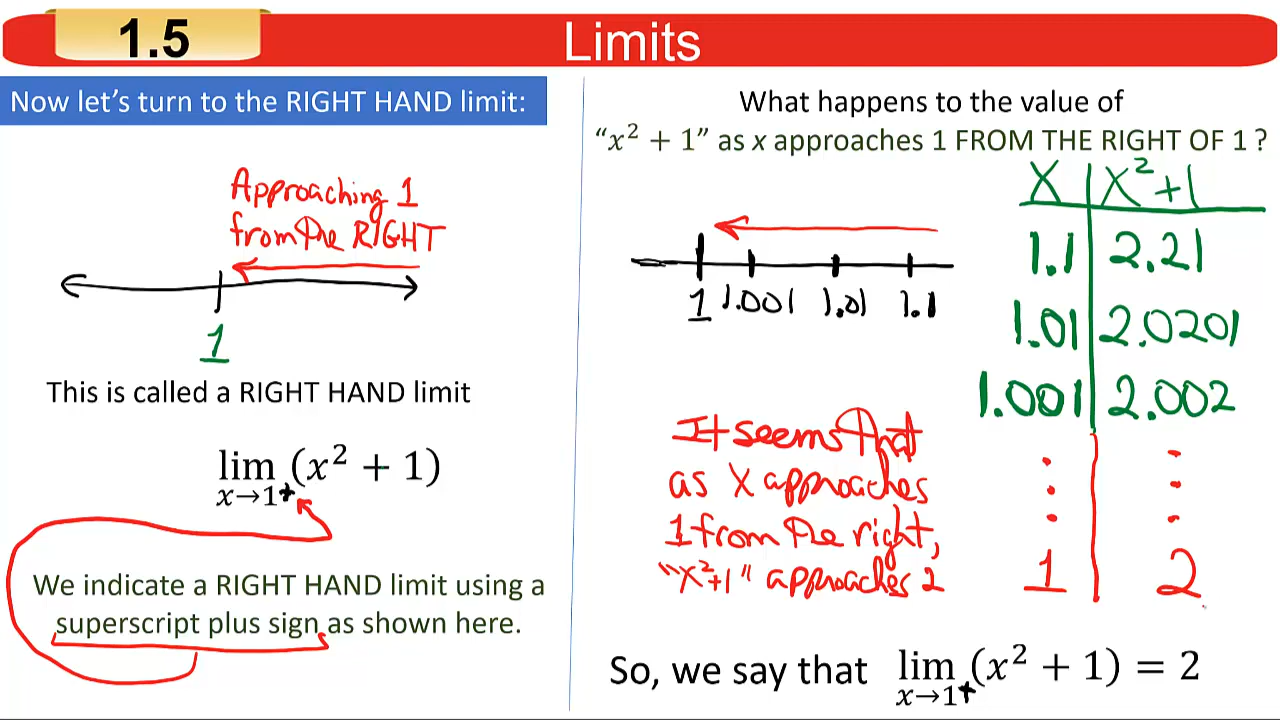 1.5
Limits
Now let's turn to the RIGHT HAND limit:
Approaching 1
from the RIGHT
1
This is called a RIGHT HAND limit
lim (x² + 1)
x→1+
We indicate a RIGHT HAND limit using a
superscript plus sign as shown here.
What happens to the value of
“x² + 1” as x approaches 1 FROM THE RIGHT OF 1 ?
1 1.001 1.01 1.1
X | X²+1
1.1 | 2.21
1.01 | 2.0201
1.001 | 2.002
. | .
. | .
. | .
1 | 2
It seems that
as X approaches
1 from the right,
"X²+1" approaches 2
So, we say that lim (x² + 1) = 2
x→1+